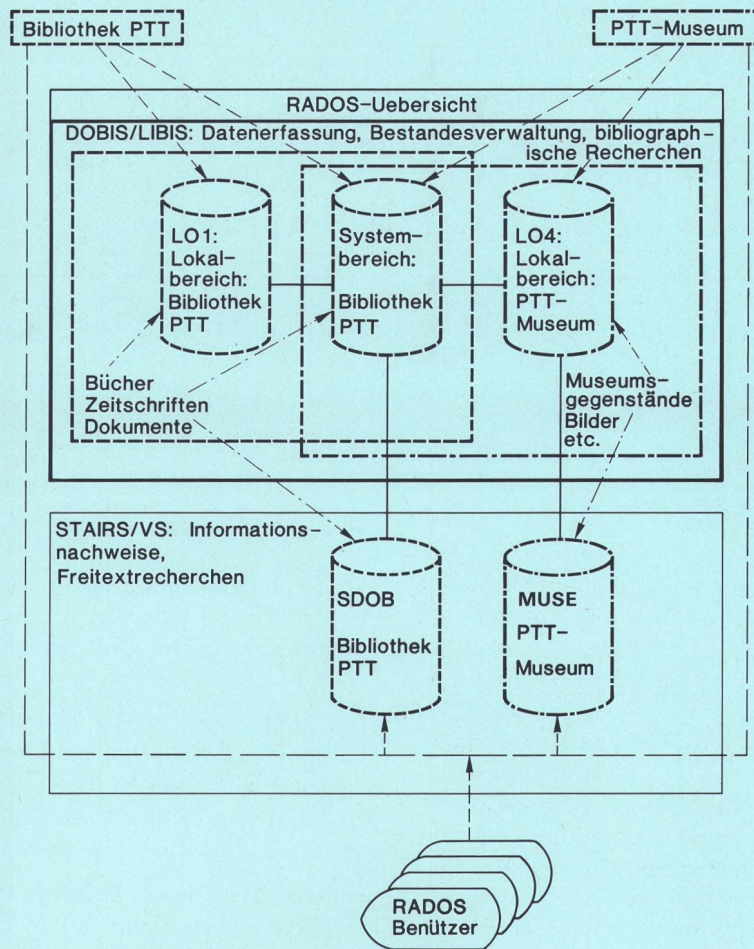 Bibliothek PTT
PTT-Museum
RADOS-Uebersicht
DOBIS/LIBIS: Datenerfassung, Bestandesverwaltung, bibliograph-
ische Recherchen
LO1:
Lokal-
bereich:
Bibliothek
PTT
System-
bereich:
Bibliothek
PTT
LO4:
Lokal-
bereich:
PTT-
Museum
Bücher
Zeitschriften
Dokumente
Museums-
gegenstände
Bilder
etc.
STAIRS/VS: Informations-
nachweise,
Freitextrecherchen
SDOB
Bibliothek
PTT
MUSE
PTT-
Museum
RADOS
Benützer